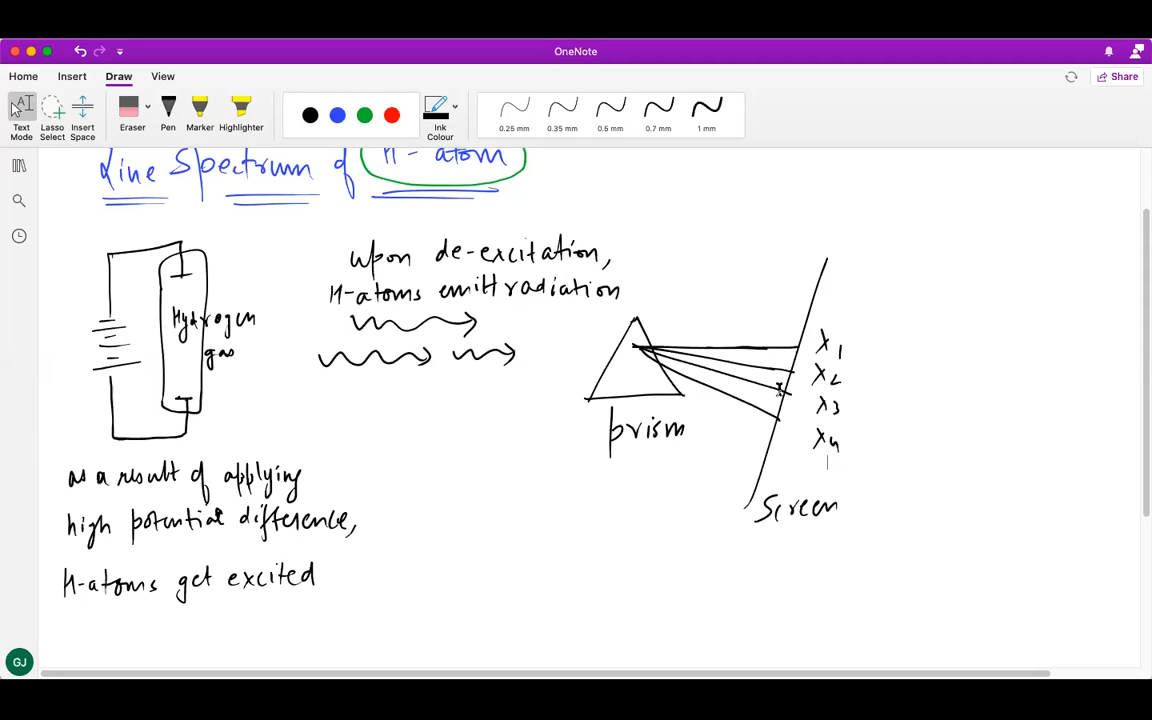 OneNote
Home Insert Draw View
Share
Text Mode
Lasso Select
Insert Space
Eraser
Pen
Marker
Highlighter
Ink Colour
0.25 mm
0.35 mm
0.5 mm
0.7 mm
1 mm
Line Spectrum of H-atom
Upon de-excitation,
H-atoms emitt radiation
Hydrogen
gas
λ1
λ2
λ3
λ4
prism
Screen
as a result of applying
high potential difference,
H-atoms get excited
GJ